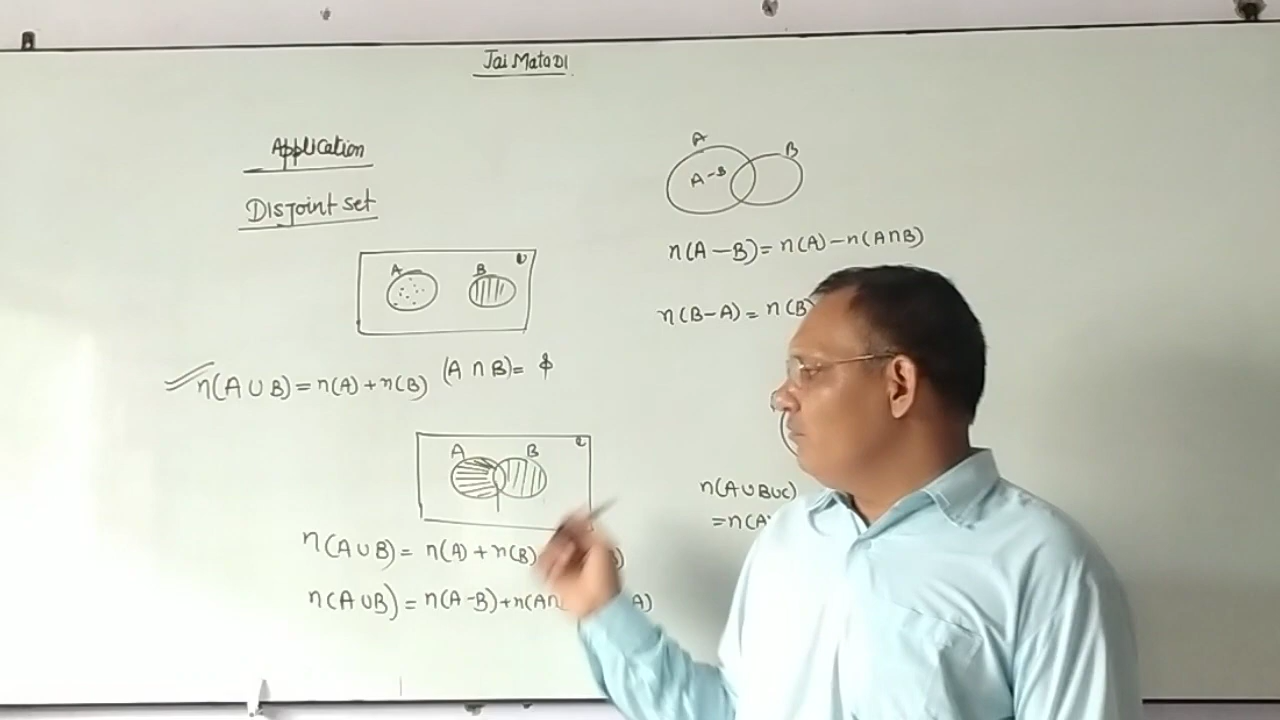 Jai Mata DI
Application
Disjoint set
A B U
n(A∪B)=n(A)+n(B) (A∩B)= ϕ
A B
n(A∪B)= n(A)+n(B)
n(A∪B)= n(A-B)+n(A∩ A)
A B
A-B
n(A-B)= n(A)-n(A∩B)
n(B-A)= n(B)
n(A∪B∪C)
=n(A